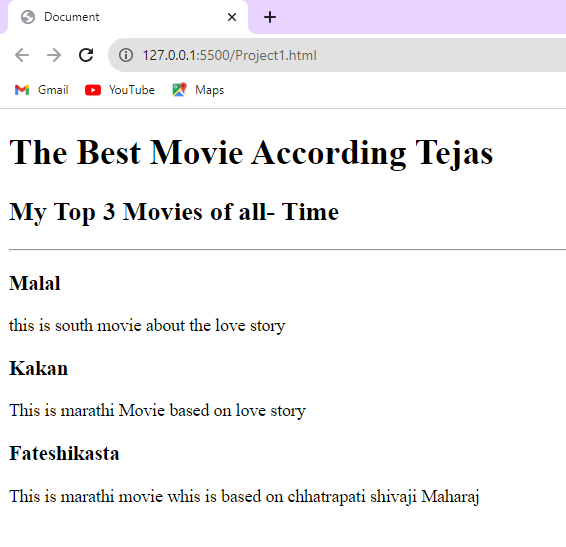 Document
127.0.0.1:5500/Project1.html
Gmail YouTube Maps
The Best Movie According Tejas
My Top 3 Movies of all- Time
Malal
this is south movie about the love story
Kakan
This is marathi Movie based on love story
Fateshikasta
This is marathi movie whis is based on chhatrapati shivaji Maharaj